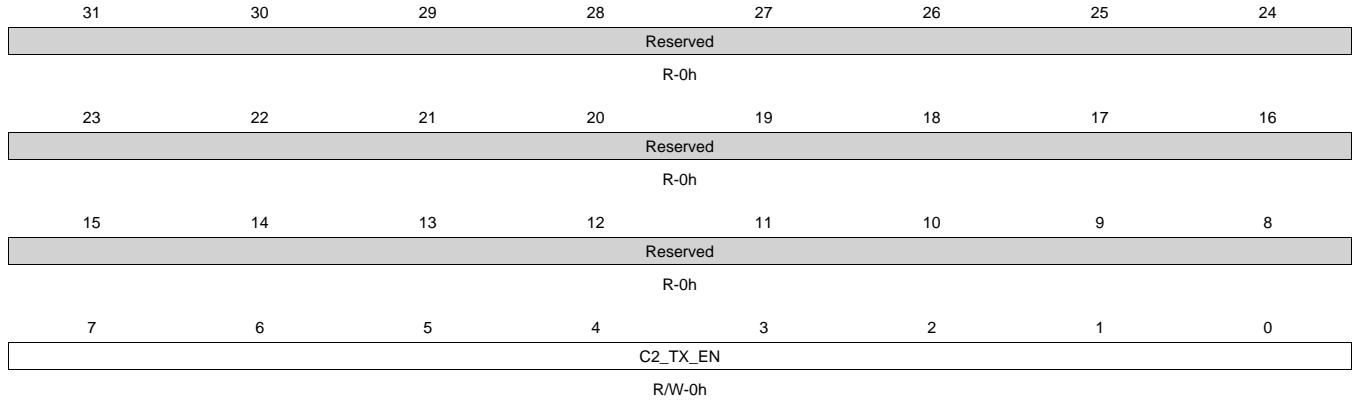 31 30 29 28 27 26 25 24
Reserved
R-0h
23 22 21 20 19 18 17 16
Reserved
R-0h
15 14 13 12 11 10 9 8
Reserved
R-0h
7 6 5 4 3 2 1 0
C2_TX_EN
R/W-0h